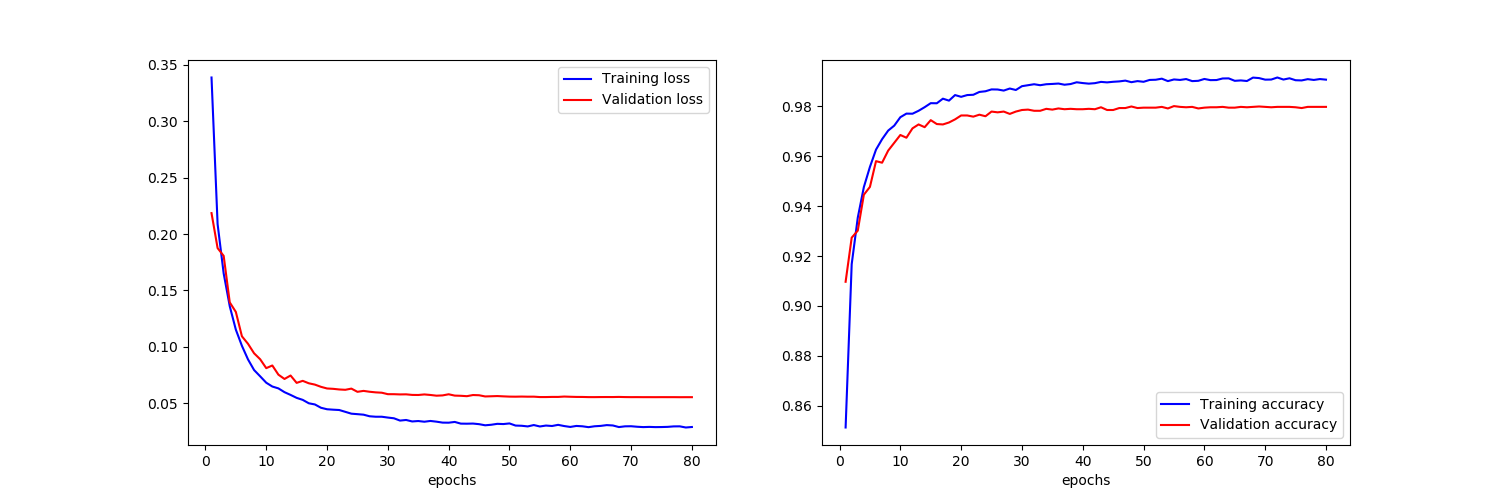 0.35
0.30
0.25
0.20
0.15
0.10
0.05
0 10 20 30 40 50 60 70 80
epochs
Training loss
Validation loss
0.98
0.96
0.94
0.92
0.90
0.88
0.86
0 10 20 30 40 50 60 70 80
epochs
Training accuracy
Validation accuracy